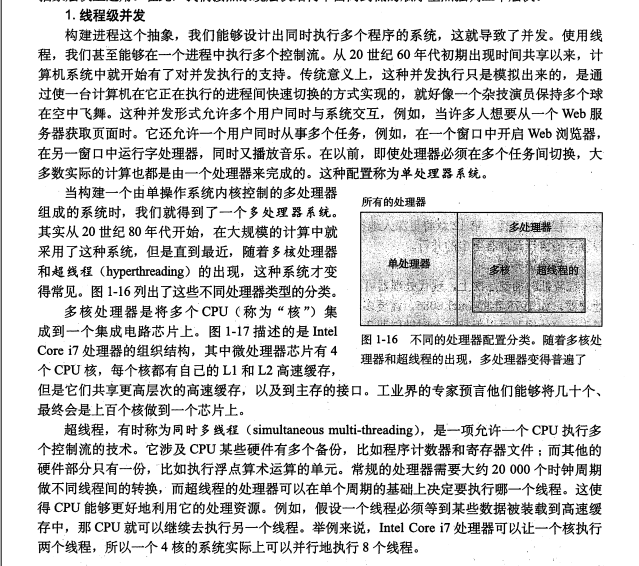 1. 线程级并发
构建进程这个抽象，我们能够设计出同时执行多个程序的系统，这就导致了并发。使用线
程，我们甚至能够在一个进程中执行多个控制流。从 20 世纪 60 年代初期出现时间共享以来，计
算机系统中就开始有了对并发执行的支持。传统意义上，这种并发执行只是模拟出来的，是通
过使一台计算机在它正在执行的进程间快速切换的方式实现的，就好像一个杂技演员保持多个球
在空中飞舞。这种并发形式允许多个用户同时与系统交互，例如，当许多人想要从一个 Web 服
务器获取页面时。它还允许一个用户同时从事多个任务，例如，在一个窗口中开启 Web 浏览器，
在另一窗口中运行字处理器，同时又播放音乐。在以前，即使处理器必须在多个任务间切换，大
多数实际的计算也都是由一个处理器来完成的。这种配置称为单处理器系统。
当构建一个由单操作系统内核控制的多处理器
组成的系统时，我们就得到了一个多处理器系统。
其实从 20 世纪 80 年代开始，在大规模的计算中就
采用了这种系统，但是直到最近，随着多核处理器
和超线程（hyperthreading）的出现，这种系统才变
得常见。图 1-16 列出了这些不同处理器类型的分类。
多核处理器是将多个 CPU（称为“核”）集
成到一个集成电路芯片上。图 1-17 描述的是 Intel
Core i7 处理器的组织结构，其中微处理器芯片有 4
个 CPU 核，每个核都有自己的 L1 和 L2 高速缓存，
所有的处理器
多处理器
单处理器
多核
超线程的
图 1-16 不同的处理器配置分类。随着多核处
理器和超线程的出现，多处理器变得普遍了
但是它们共享更高层次的高速缓存，以及到主存的接口。工业界的专家预言他们能够将几十个、
最终会是上百个核做到一个芯片上。
超线程，有时称为同时多线程（simultaneous multi-threading），是一项允许一个 CPU 执行多
个控制流的技术。它涉及 CPU 某些硬件有多个备份，比如程序计数器和寄存器文件；而其他的
硬件部分只有一份，比如执行浮点算术运算的单元。常规的处理器需要大约 20 000 个时钟周期
做不同线程间的转换，而超线程的处理器可以在单个周期的基础上决定要执行哪一个线程。这使
得 CPU 能够更好地利用它的处理资源。例如，假设一个线程必须等到某些数据被装载到高速缓
存中，那 CPU 就可以继续去执行另一个线程。举例来说，Intel Core i7 处理器可以让一个核执行
两个线程，所以一个 4 核的系统实际上可以并行地执行 8 个线程。